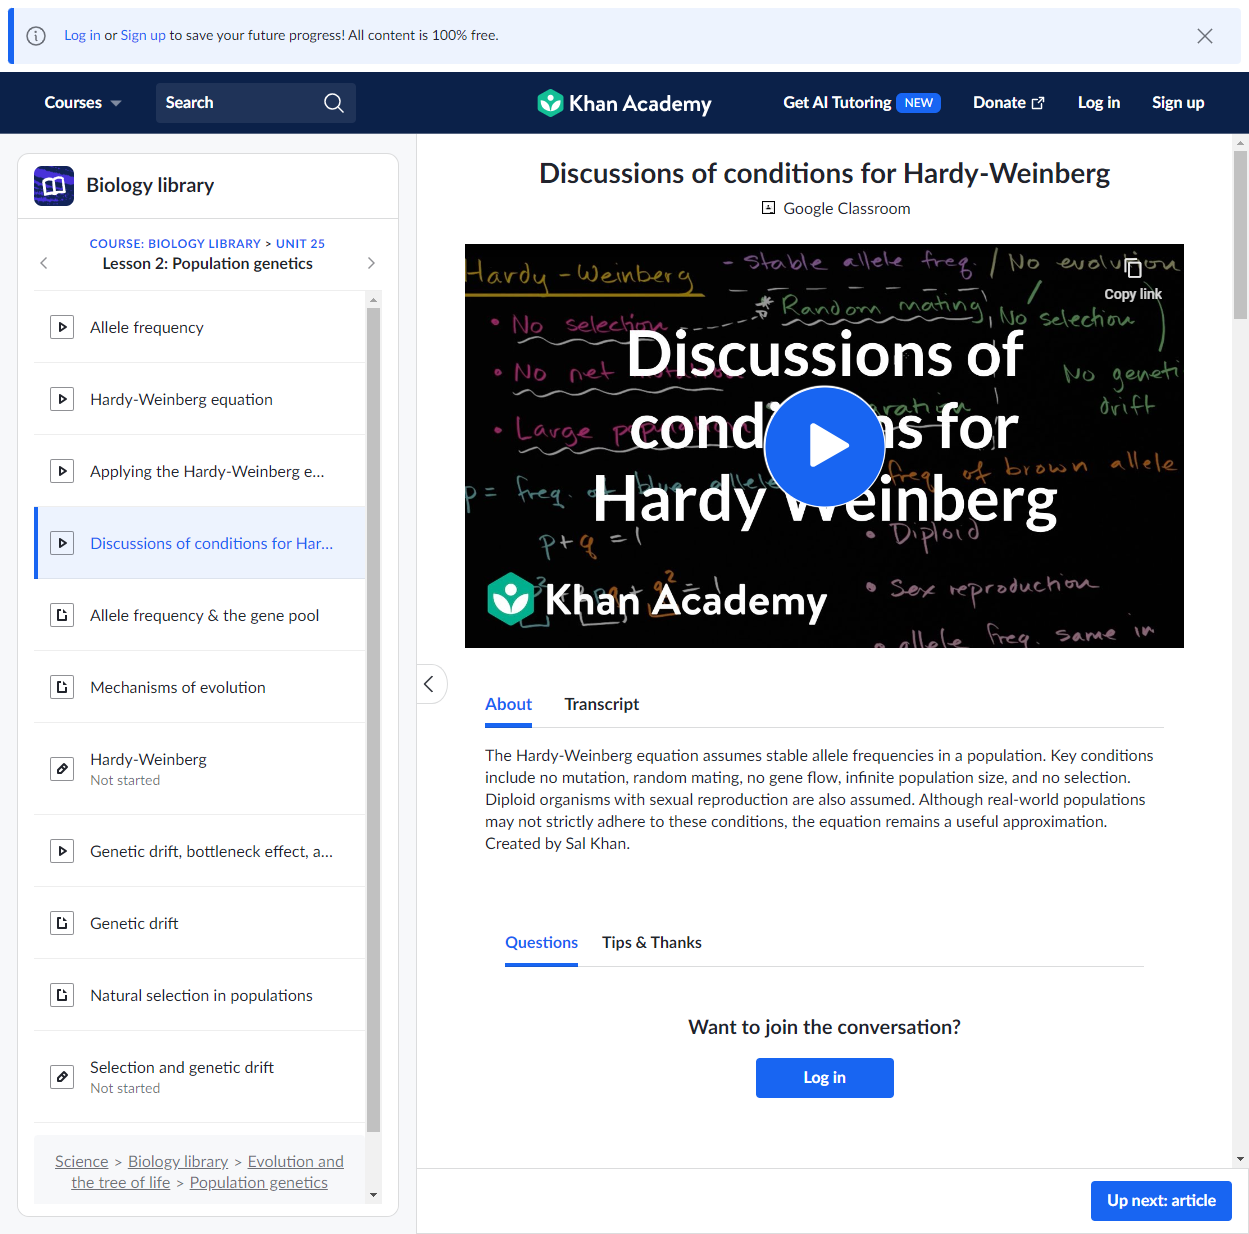 Log in or Sign up to save your future progress! All content is 100% free.
Courses
Search
Khan Academy
Get AI Tutoring NEW
Donate
Log in
Sign up
Biology library
COURSE: BIOLOGY LIBRARY > UNIT 25
Lesson 2: Population genetics
Allele frequency
Hardy-Weinberg equation
Applying the Hardy-Weinberg e...
Discussions of conditions for Har...
Allele frequency & the gene pool
Mechanisms of evolution
Hardy-Weinberg
Not started
Genetic drift, bottleneck effect, a...
Genetic drift
Natural selection in populations
Selection and genetic drift
Not started
Science > Biology library > Evolution and
the tree of life > Population genetics
Discussions of conditions for Hardy-Weinberg
Google Classroom
Hardy-Weinberg - Stable allele freq. / No evolution
Copy link
• No selection * Random mating, No selection
Discussions of
• No net
No geneti
drift
conditions for
• Large
p = freq. of blue allele
freq of brown allele
Hardy Weinberg
p + q = 1
• Diploid
• Sex reproduction
Khan Academy
• allele freq. same in
About
Transcript
The Hardy-Weinberg equation assumes stable allele frequencies in a population. Key conditions
include no mutation, random mating, no gene flow, infinite population size, and no selection.
Diploid organisms with sexual reproduction are also assumed. Although real-world populations
may not strictly adhere to these conditions, the equation remains a useful approximation.
Created by Sal Khan.
Questions
Tips & Thanks
Want to join the conversation?
Log in
Up next: article